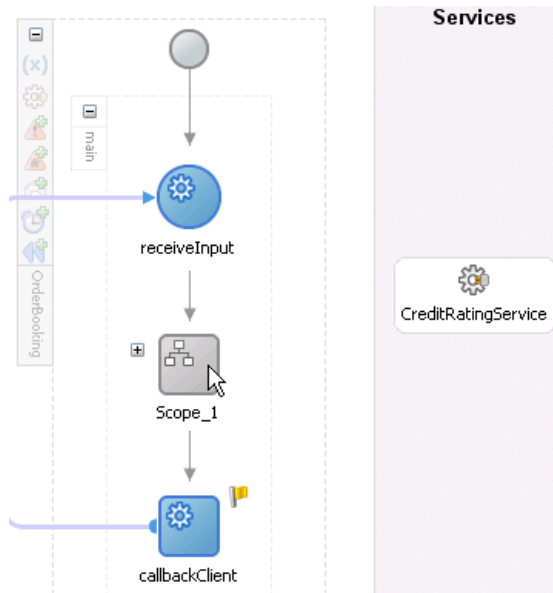 Services
(x)
main
receiveInput
OrderBooking
CreditRatingService
Scope_1
callbackClient